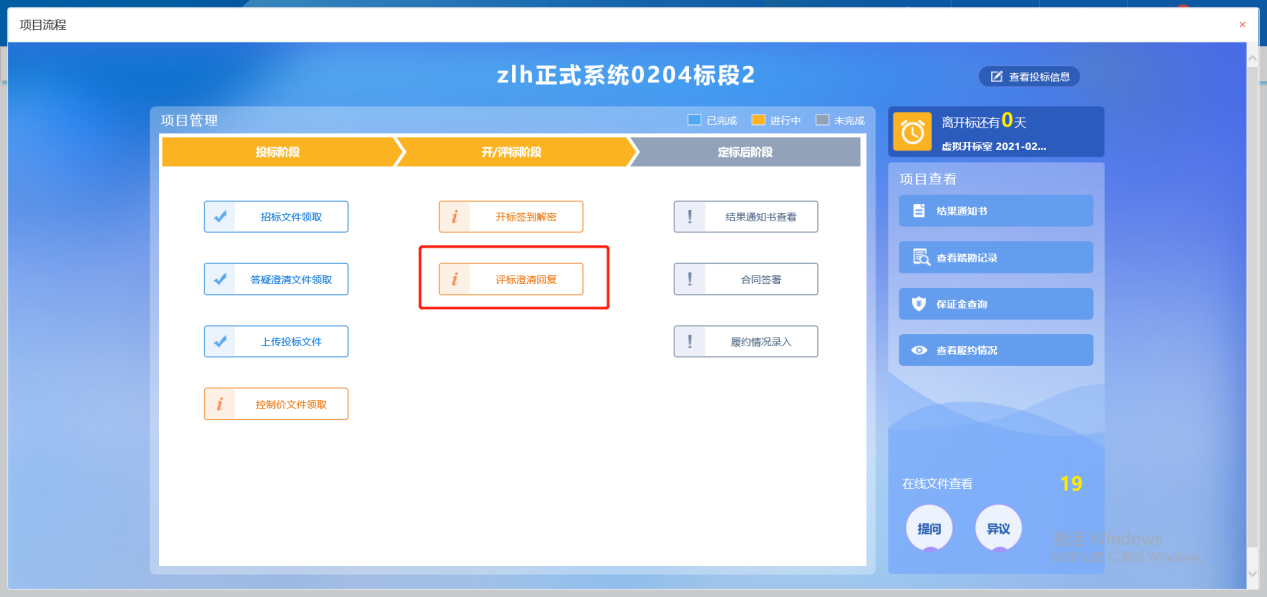 项目流程
×
zlh正式系统0204标段2
查看投标信息
项目管理
已完成
进行中
未完成
投标阶段
开/评标阶段
定标后阶段
招标文件领取
答疑澄清文件领取
上传投标文件
控制价文件领取
开标签到解密
评标澄清回复
结果通知书查看
合同签署
履约情况录入
离开标还有0天
虚拟开标室 2021-02...
项目查看
结果通知书
查看踏勘记录
保证金查询
查看履约情况
在线文件查看
19
提问
异议
激活 Windows